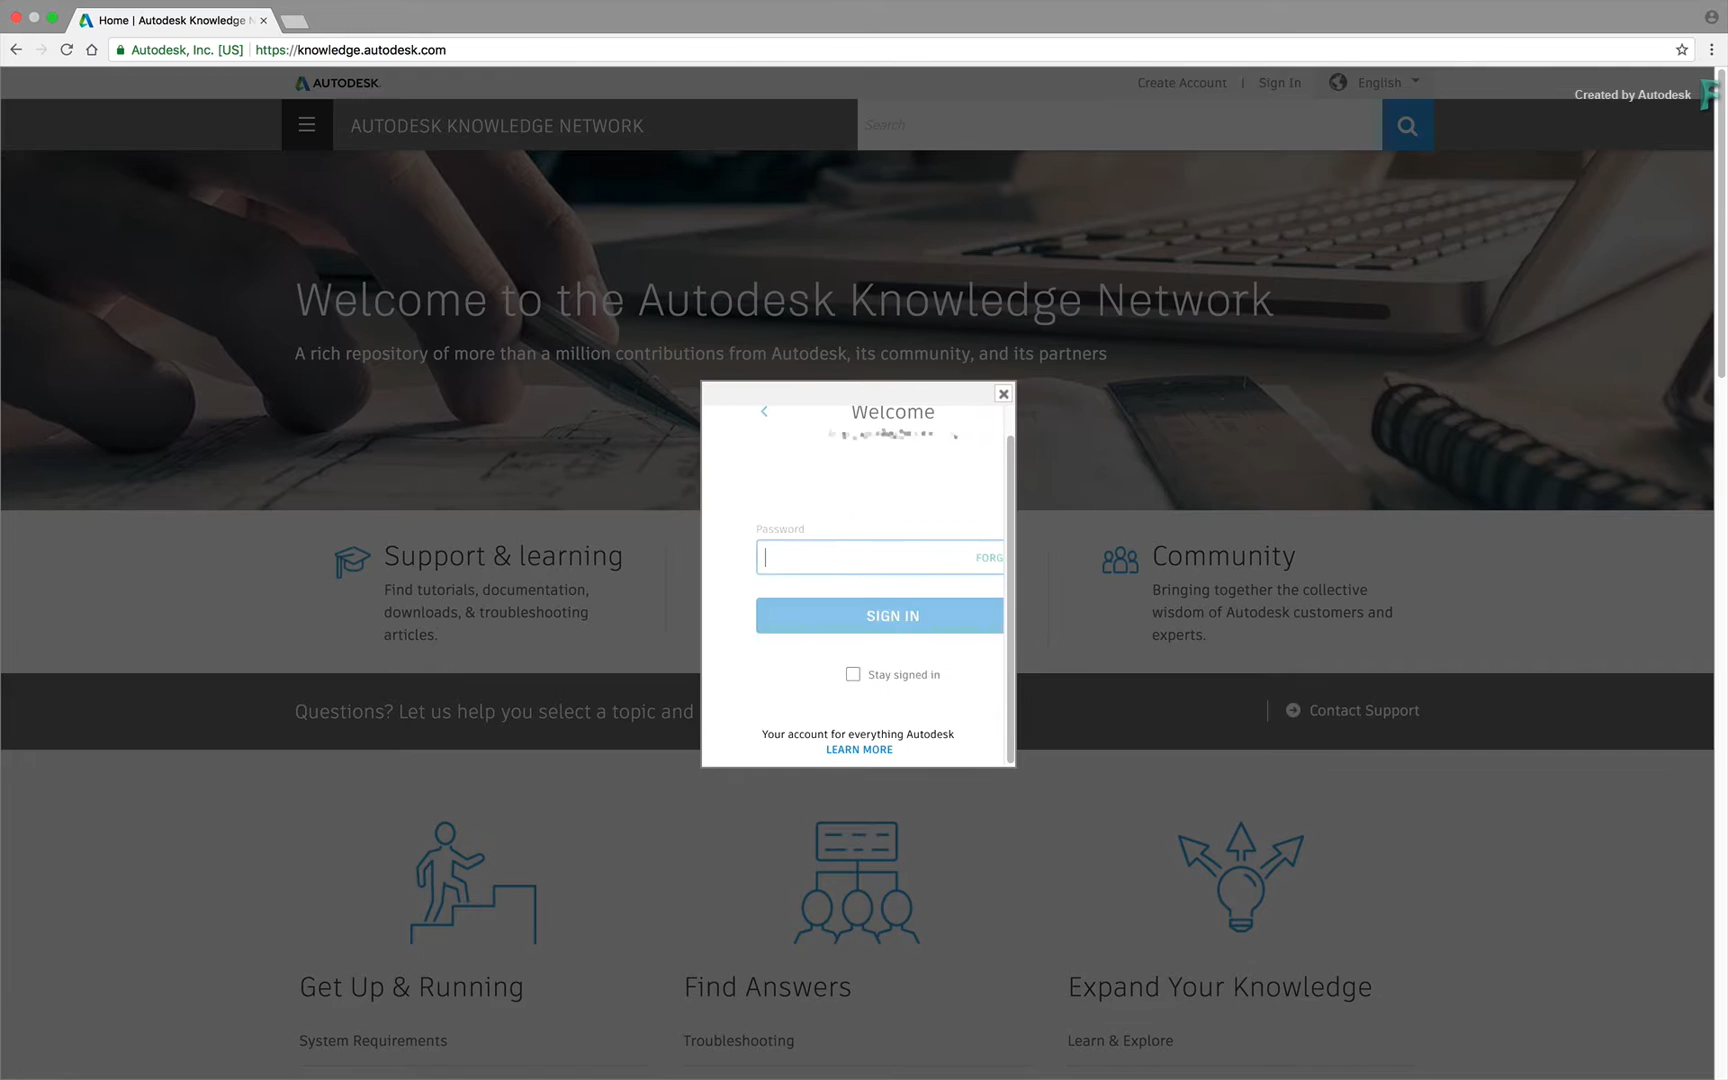 Home | Autodesk Knowledge N
Autodesk, Inc. [US] https://knowledge.autodesk.com
AUTODESK.
Create Account | Sign In English
Created by Autodesk
AUTODESK KNOWLEDGE NETWORK
Search
Welcome to the Autodesk Knowledge Network
A rich repository of more than a million contributions from Autodesk, its community, and its partners
Welcome
Password
FORG
SIGN IN
Stay signed in
Your account for everything Autodesk
LEARN MORE
Support & learning
Find tutorials, documentation,
downloads, & troubleshooting
articles.
Community
Bringing together the collective
wisdom of Autodesk customers and
experts.
Questions? Let us help you select a topic and
Contact Support
Get Up & Running
Find Answers
Expand Your Knowledge
System Requirements
Troubleshooting
Learn & Explore